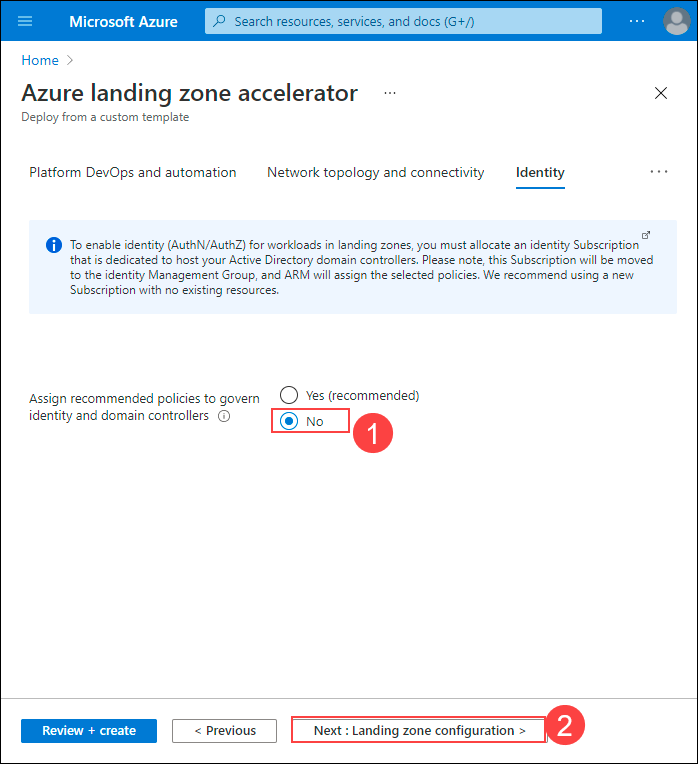 Microsoft Azure
Search resources, services, and docs (G+/)
...
Home >
Azure landing zone accelerator ...
Deploy from a custom template
Platform DevOps and automation
Network topology and connectivity
Identity
...
To enable identity (AuthN/AuthZ) for workloads in landing zones, you must allocate an identity Subscription
that is dedicated to host your Active Directory domain controllers. Please note, this Subscription will be moved
to the identity Management Group, and ARM will assign the selected policies. We recommend using a new
Subscription with no existing resources.
Assign recommended policies to govern
identity and domain controllers
Yes (recommended)
No
1
Review + create
< Previous
Next : Landing zone configuration >
2